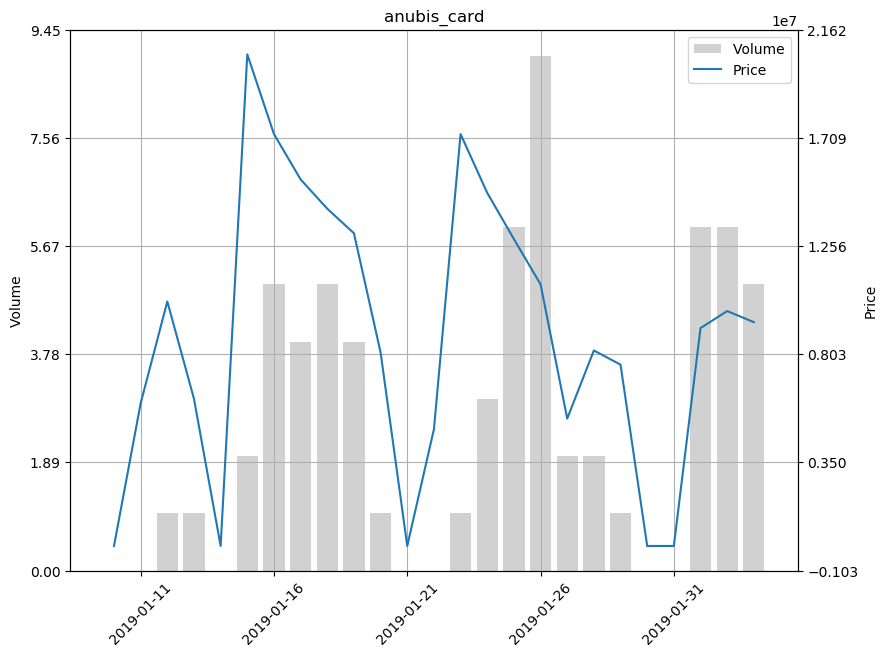 anubis_card
1e7
9.45
7.56
5.67
3.78
1.89
0.00
Volume
2.162
1.709
1.256
0.803
0.350
−0.103
Price
Volume
Price
2019-01-11
2019-01-16
2019-01-21
2019-01-26
2019-01-31